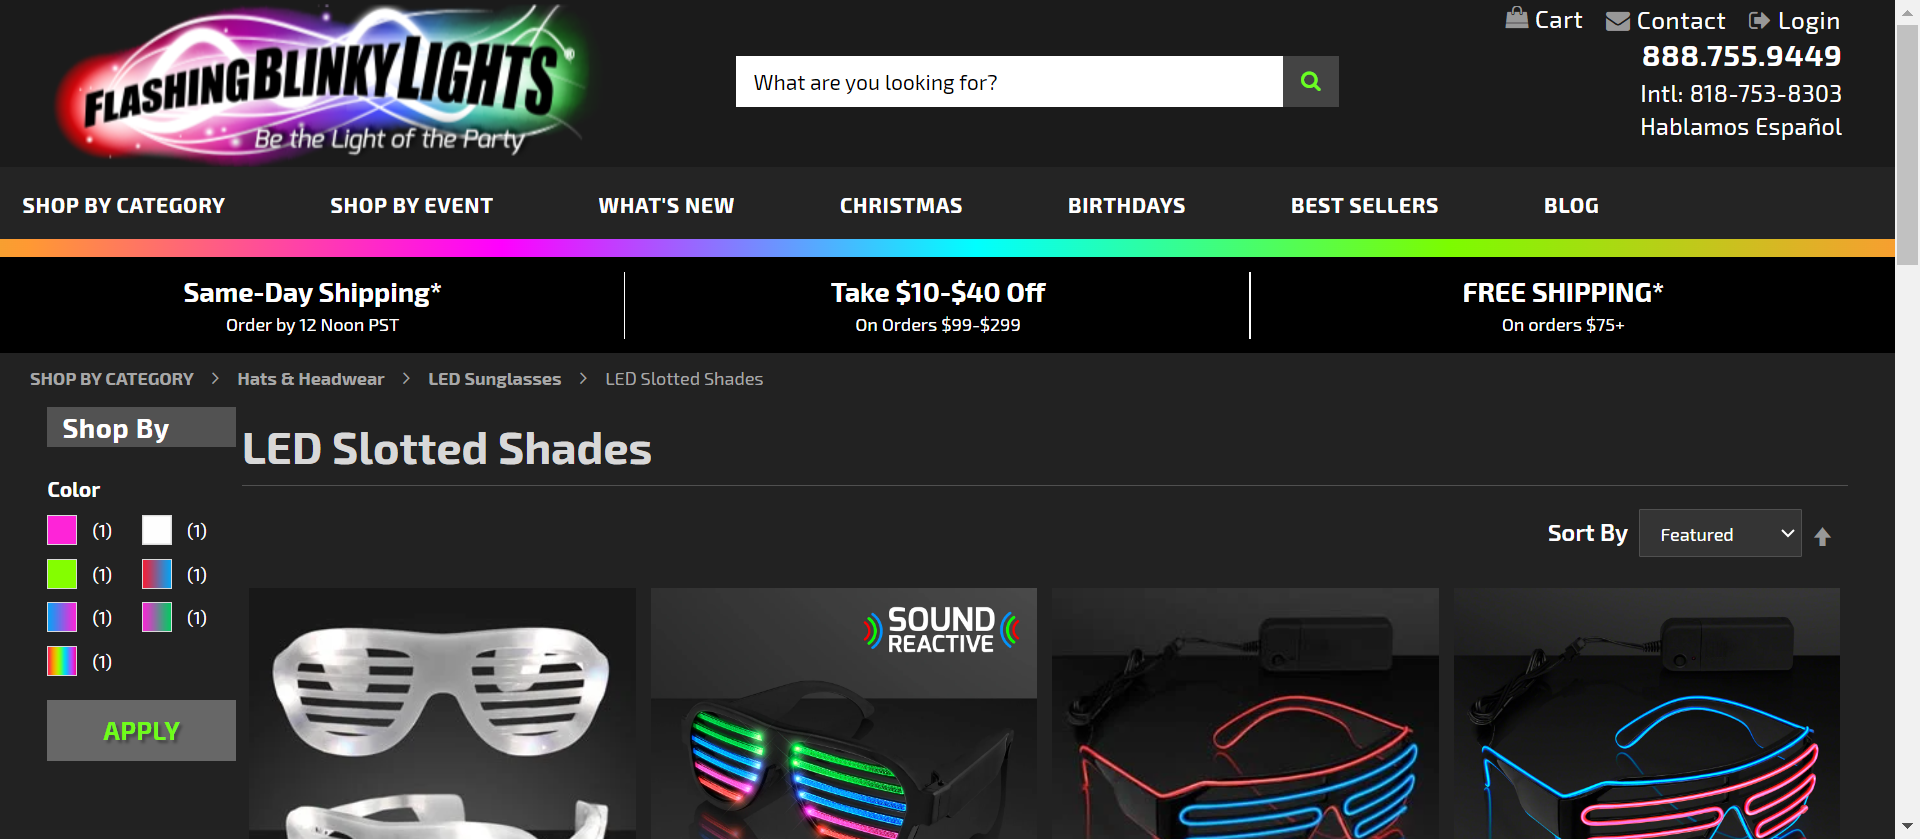 FLASHINGBLINKYLIGHTS®
Be the Light of the Party
What are you looking for?
Cart
Contact
Login
888.755.9449
Intl: 818-753-8303
Hablamos Español
SHOP BY CATEGORY
SHOP BY EVENT
WHAT'S NEW
CHRISTMAS
BIRTHDAYS
BEST SELLERS
BLOG
Same-Day Shipping*
Order by 12 Noon PST
Take $10-$40 Off
On Orders $99-$299
FREE SHIPPING*
On orders $75+
SHOP BY CATEGORY > Hats & Headwear > LED Sunglasses > LED Slotted Shades
Shop By
LED Slotted Shades
Color
(1) (1)
(1) (1)
(1) (1)
(1)
APPLY
Sort By Featured
SOUND
REACTIVE